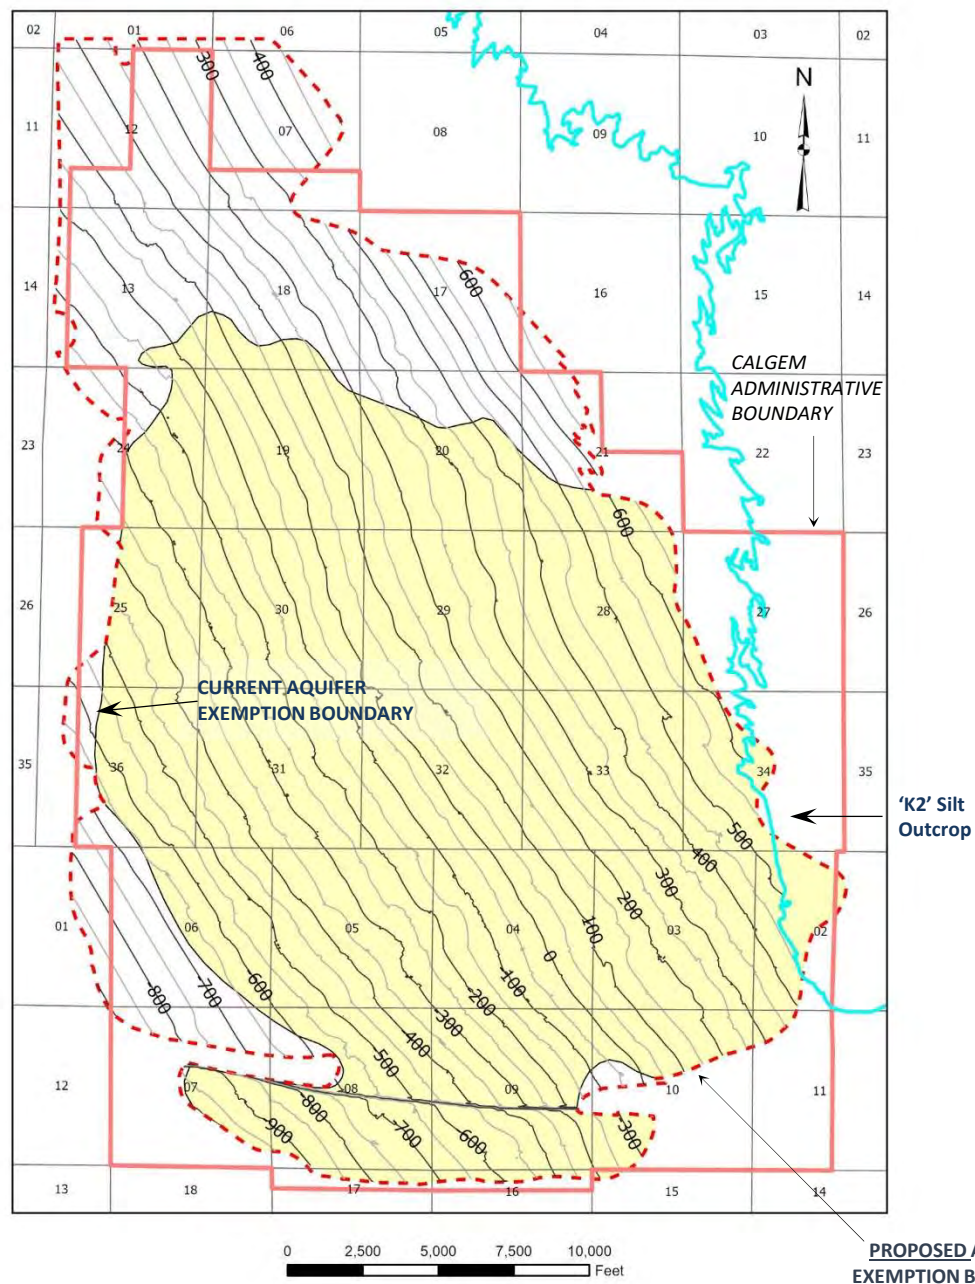 02 01 06 05 04 03 02
300 400
N
11 12 07 08 09 10 11
14 13 18 17 16 15 14
600
CALGEM
ADMINISTRATIVE
BOUNDARY
23 24 19 20 21 22 23
600
26 25 30 29 28 27 26
CURRENT AQUIFER
EXEMPTION BOUNDARY
35 36 31 32 33 34 35
'K2' Silt
Outcrop
500
400
300
200
100
0
-100
-200
-300
-400
-500
-600
-700
-800
01 06 05 04 03 02
12 07 08 09 10 11
-900
-800
-700
-600
-300
13 18 17 16 15 14
0 2,500 5,000 7,500 10,000
Feet
PROPOSED A
EXEMPTION B